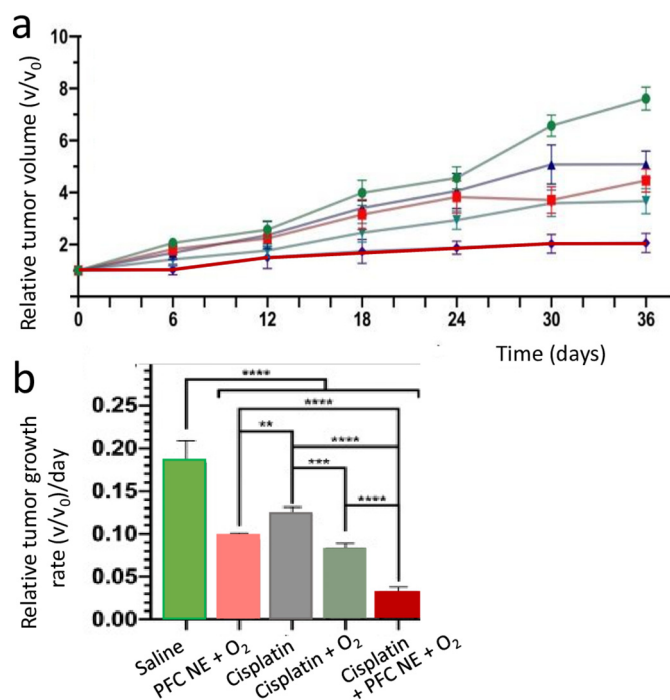 a
Relative tumor volume (v/v₀)
10
8
6
4
2
0 6 12 18 24 30 36
Time (days)
b
Relative tumor growth
rate (v/v₀)/day
0.25
0.20
0.15
0.10
0.05
0.00
****
****
**
****
***
****
Saline
PFC NE + O₂
Cisplatin
Cisplatin + O₂
Cisplatin
+ PFC NE + O₂